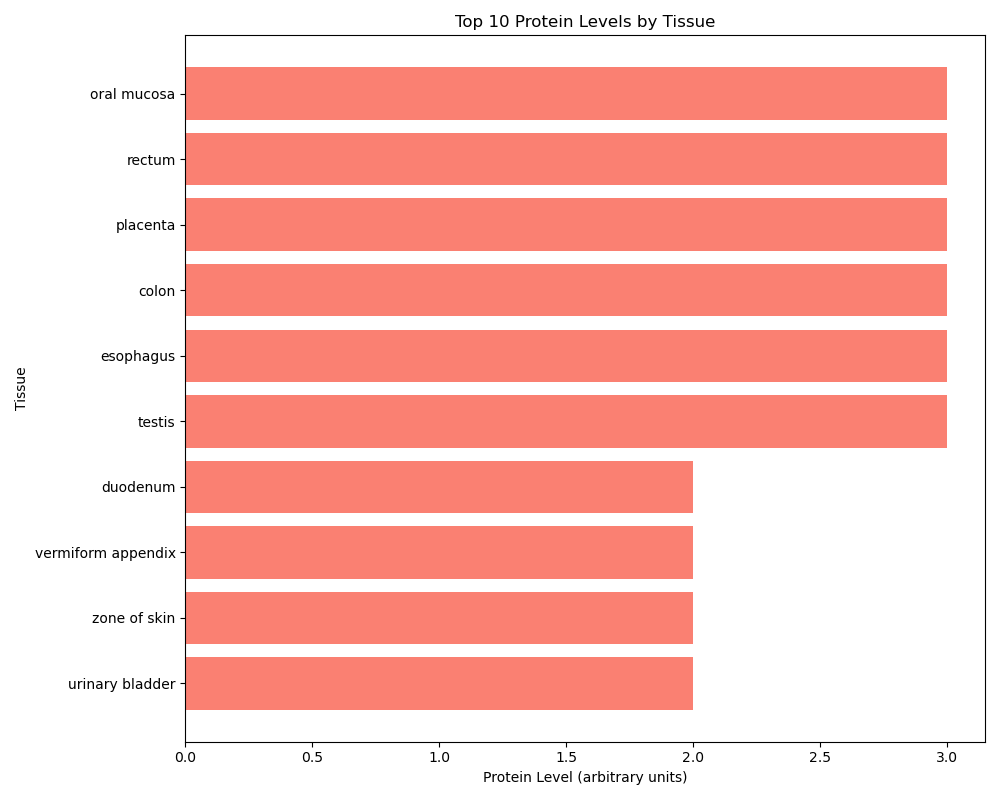 Top 10 Protein Levels by Tissue
oral mucosa
rectum
placenta
colon
esophagus
testis
duodenum
vermiform appendix
zone of skin
urinary bladder
Tissue
0.0 0.5 1.0 1.5 2.0 2.5 3.0
Protein Level (arbitrary units)